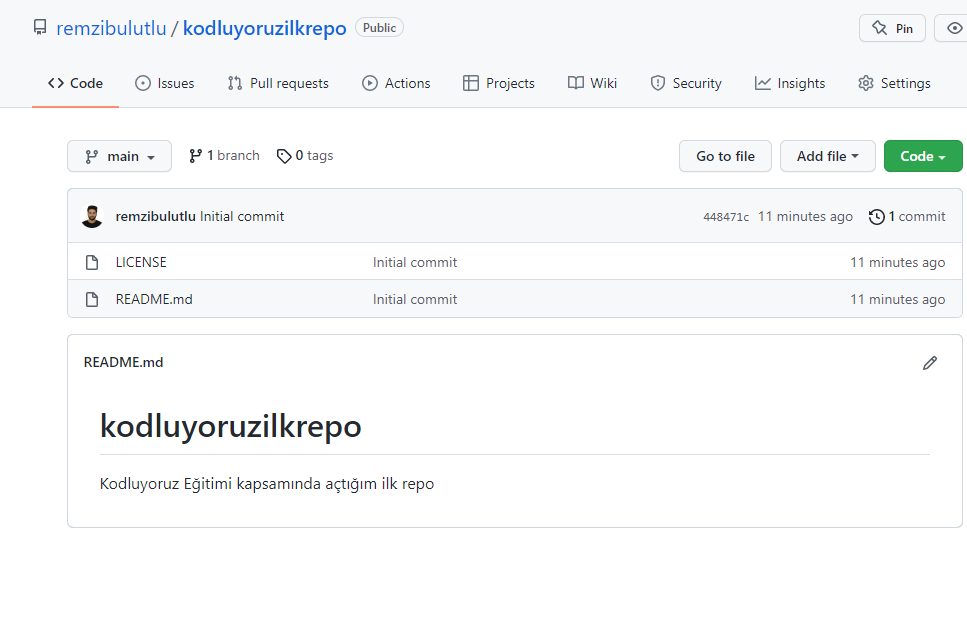 remzibulutlu / kodluyoruzilkrepo Public Pin
Code Issues Pull requests Actions Projects Wiki Security Insights Settings
main 1 branch 0 tags Go to file Add file Code
remzibulutlu Initial commit 448471c 11 minutes ago 1 commit
LICENSE Initial commit 11 minutes ago
README.md Initial commit 11 minutes ago
README.md
kodluyoruzilkrepo
Kodluyoruz Eğitimi kapsamında açtığım ilk repo